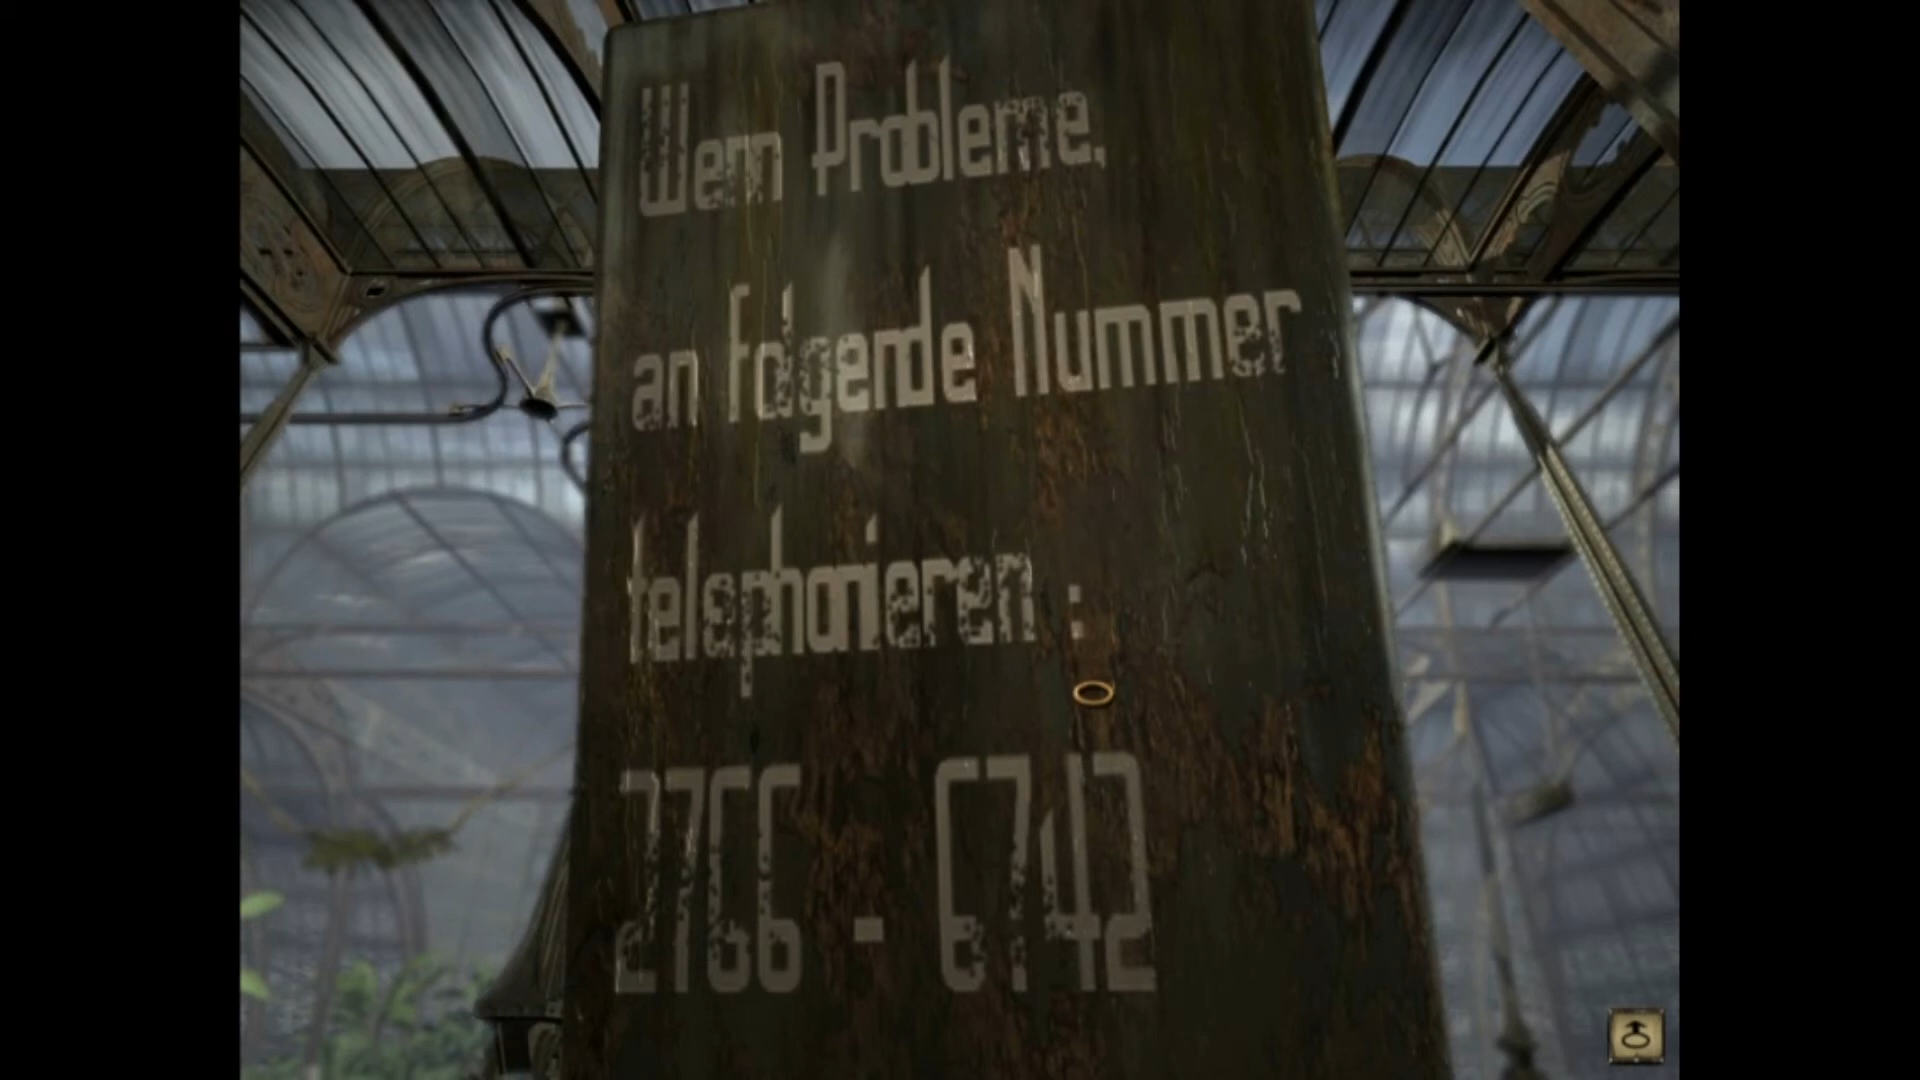 Wenn Probleme,
an folgende Nummer
telephonieren :
2766 - 6742